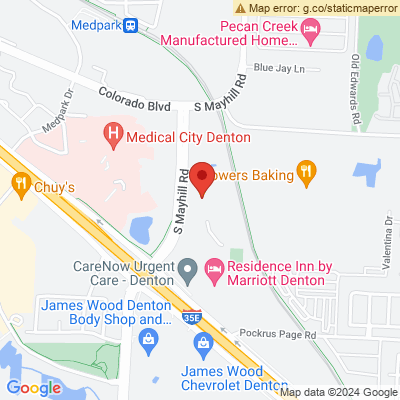 Map error: g.co/staticmaperror
Medpark
Pecan Creek
Manufactured Home...
Blue Jay Ln
Old Edwards Rd
Medpark Dr
Colorado Blvd
S Mayhill Rd
Medical City Denton
owers Baking
Chuy's
S Mayhill Rd
Valentina Dr
CareNow Urgent
Care - Denton
Residence Inn by
Marriott Denton
James Wood Denton
Body Shop and...
35E
Pockrus Page Rd
James Wood
Chevrolet Denton
Google
Map data ©2024 Google